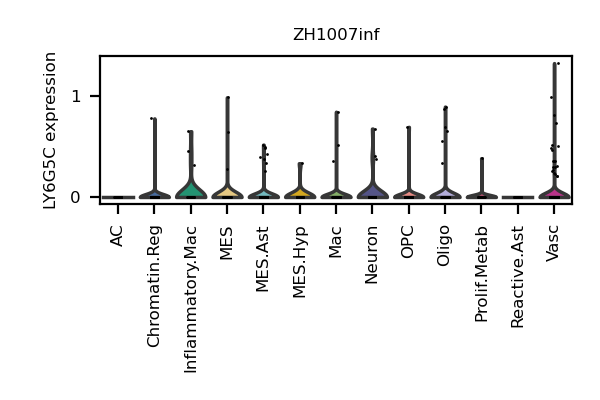 ZH1007inf
LY6G5C expression
1
0
AC
Chromatin.Reg
Inflammatory.Mac
MES
MES.Ast
MES.Hyp
Mac
Neuron
OPC
Oligo
Prolif.Metab
Reactive.Ast
Vasc